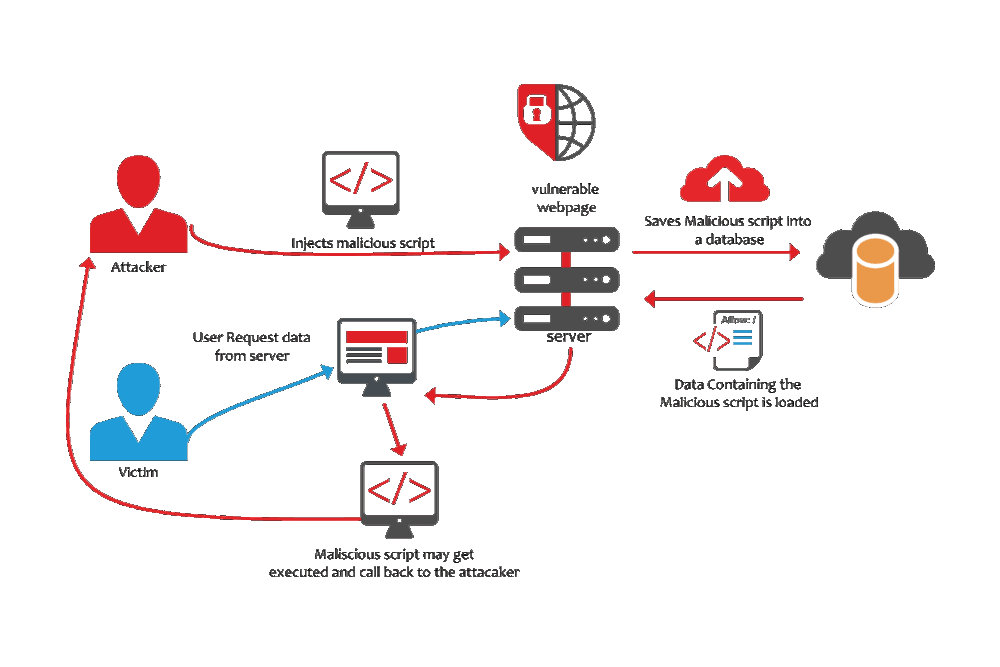 vulnerable
webpage
Injects malicious script
Saves Malicious script into
a database
Attacker
server
User Request data
from server
Allow: /
Data Containing the
Malicious script is loaded
Victim
Maliscious script may get
executed and call back to the attacaker